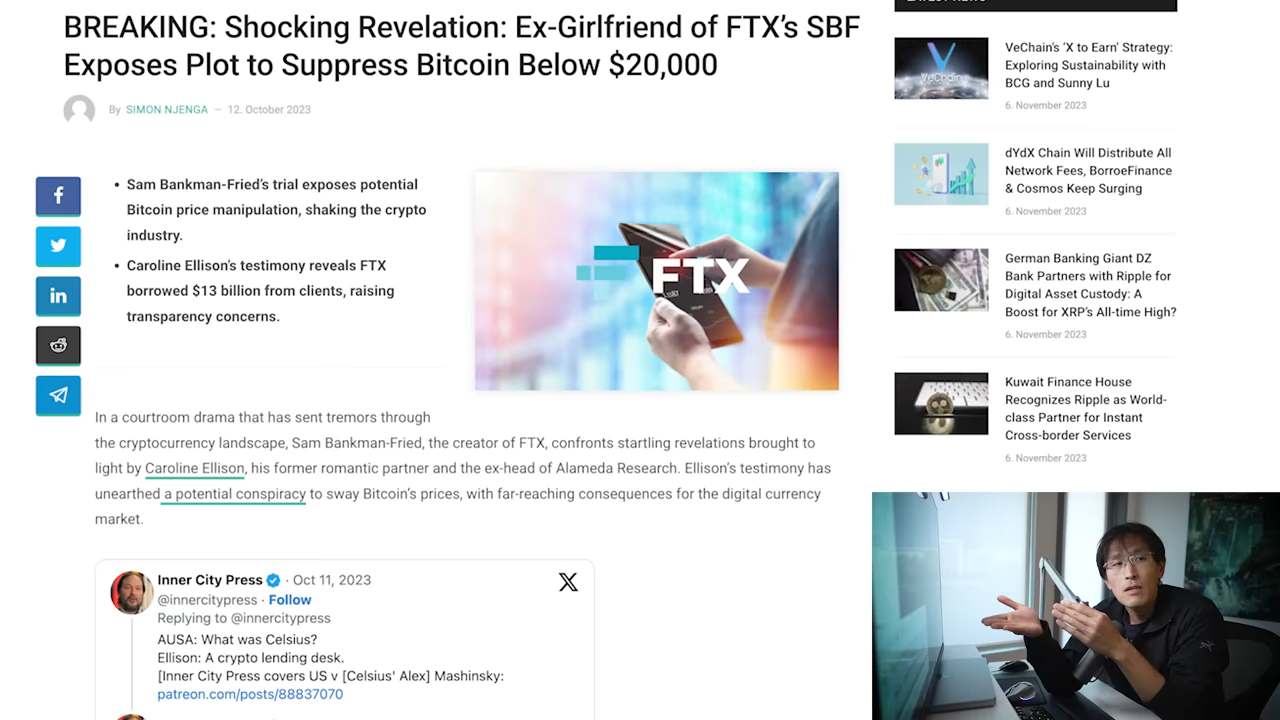 BREAKING: Shocking Revelation: Ex-Girlfriend of FTX's SBF
Exposes Plot to Suppress Bitcoin Below $20,000
By SIMON NJENGA — 12. October 2023
• Sam Bankman-Fried's trial exposes potential
Bitcoin price manipulation, shaking the crypto
industry.
• Caroline Ellison's testimony reveals FTX
borrowed $13 billion from clients, raising
transparency concerns.
FTX
In a courtroom drama that has sent tremors through
the cryptocurrency landscape, Sam Bankman-Fried, the creator of FTX, confronts startling revelations brought to
light by Caroline Ellison, his former romantic partner and the ex-head of Alameda Research. Ellison's testimony has
unearthed a potential conspiracy to sway Bitcoin's prices, with far-reaching consequences for the digital currency
market.
Inner City Press · Oct 11, 2023
@innercitypress · Follow
Replying to @innercitypress
AUSA: What was Celsius?
Ellison: A crypto lending desk.
[Inner City Press covers US v [Celsius' Alex] Mashinsky:
patreon.com/posts/88837070
VeChain
VeChain's 'X to Earn' Strategy:
Exploring Sustainability with
BCG and Sunny Lu
6. November 2023
dYdX Chain Will Distribute All
Network Fees, BorroeFinance
& Cosmos Keep Surging
6. November 2023
German Banking Giant DZ
Bank Partners with Ripple for
Digital Asset Custody: A
Boost for XRP's All-time High?
6. November 2023
Kuwait Finance House
Recognizes Ripple as World-
class Partner for Instant
Cross-border Services
6. November 2023